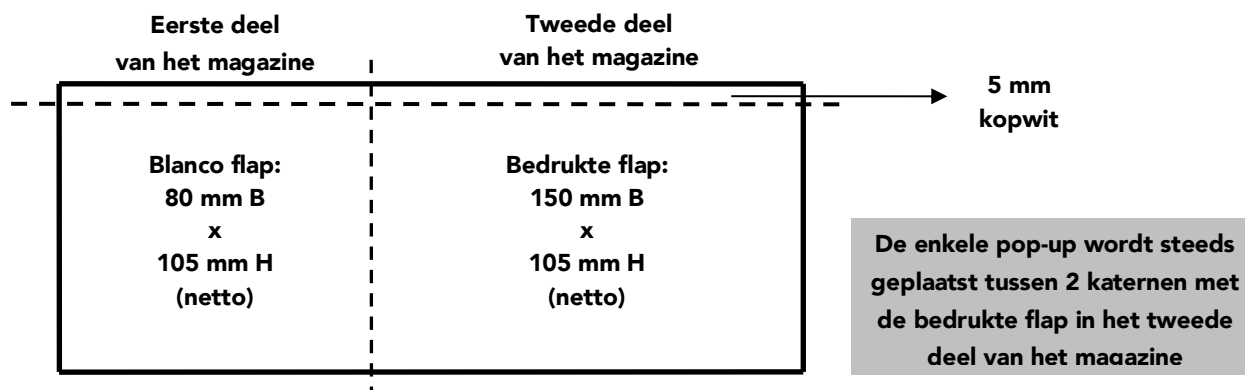 Eerste deel
van het magazine
Tweede deel
van het magazine
5 mm
kopwit
Blanco flap:
80 mm B
x
105 mm H
(netto)
Bedrukte flap:
150 mm B
x
105 mm H
(netto)
De enkele pop-up wordt steeds
geplaatst tussen 2 katernen met
de bedrukte flap in het tweede
deel van het magazine